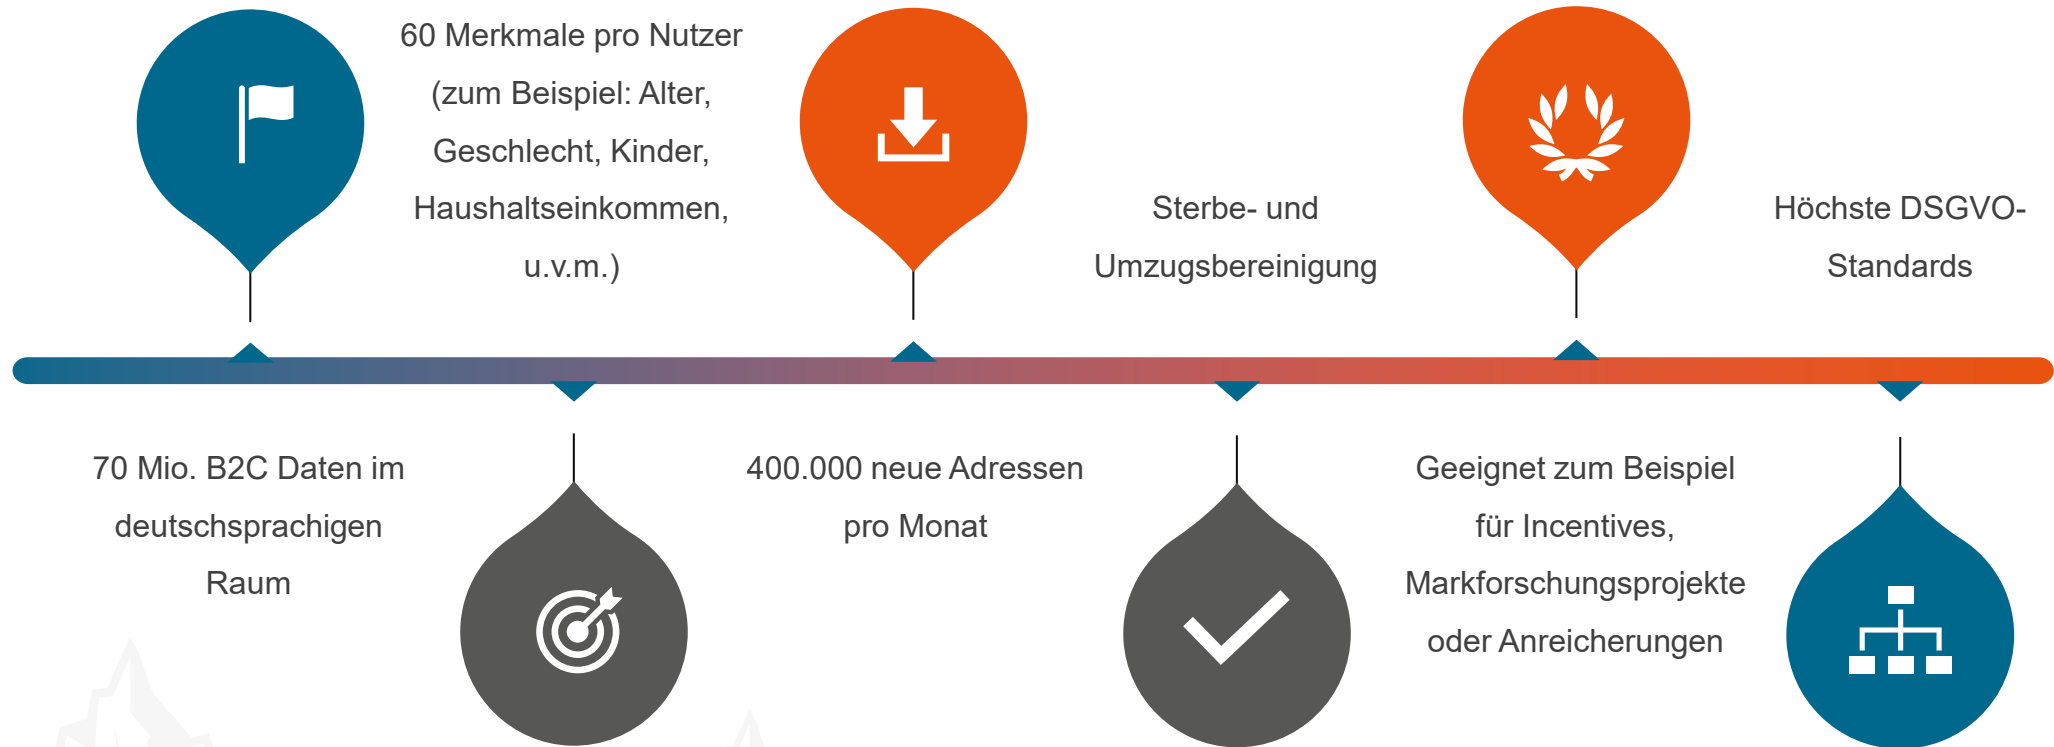 60 Merkmale pro Nutzer
(zum Beispiel: Alter,
Geschlecht, Kinder,
Haushaltseinkommen,
u.v.m.)
Sterbe- und
Umzugsbereinigung
Höchste DSGVO-
Standards
70 Mio. B2C Daten im
deutschsprachigen
Raum
400.000 neue Adressen
pro Monat
Geeignet zum Beispiel
für Incentives,
Markforschungsprojekte
oder Anreicherungen